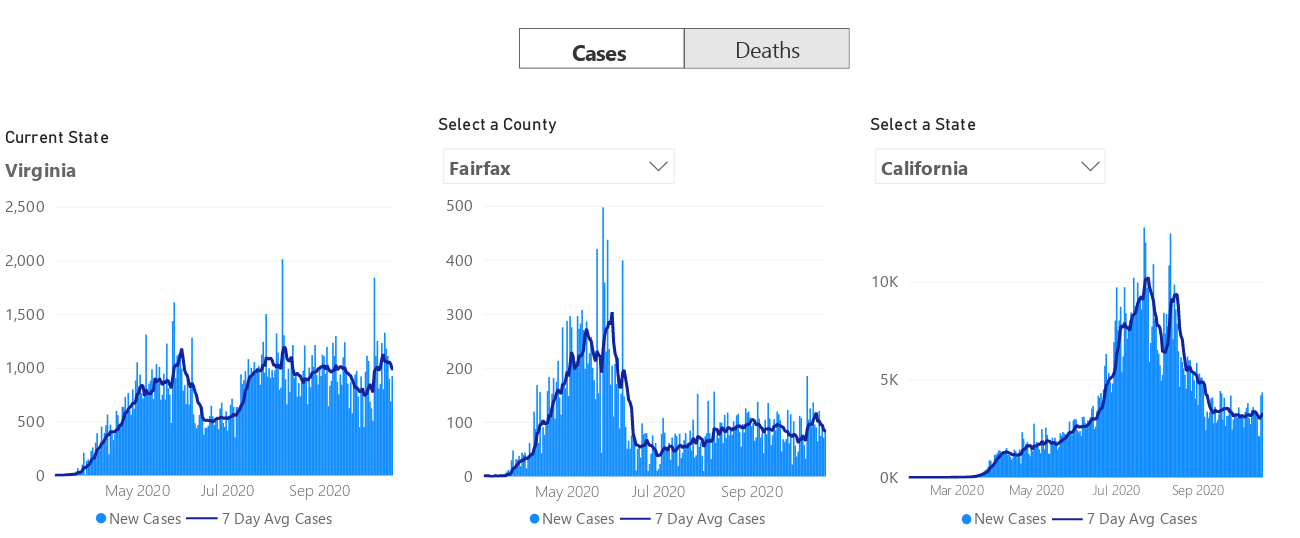 Cases Deaths
Current State
Virginia
2,500
2,000
1,500
1,000
500
0
May 2020 Jul 2020 Sep 2020
New Cases 7 Day Avg Cases
Select a County
Fairfax
500
400
300
200
100
0
May 2020 Jul 2020 Sep 2020
New Cases 7 Day Avg Cases
Select a State
California
10K
5K
0K
Mar 2020 May 2020 Jul 2020 Sep 2020
New Cases 7 Day Avg Cases